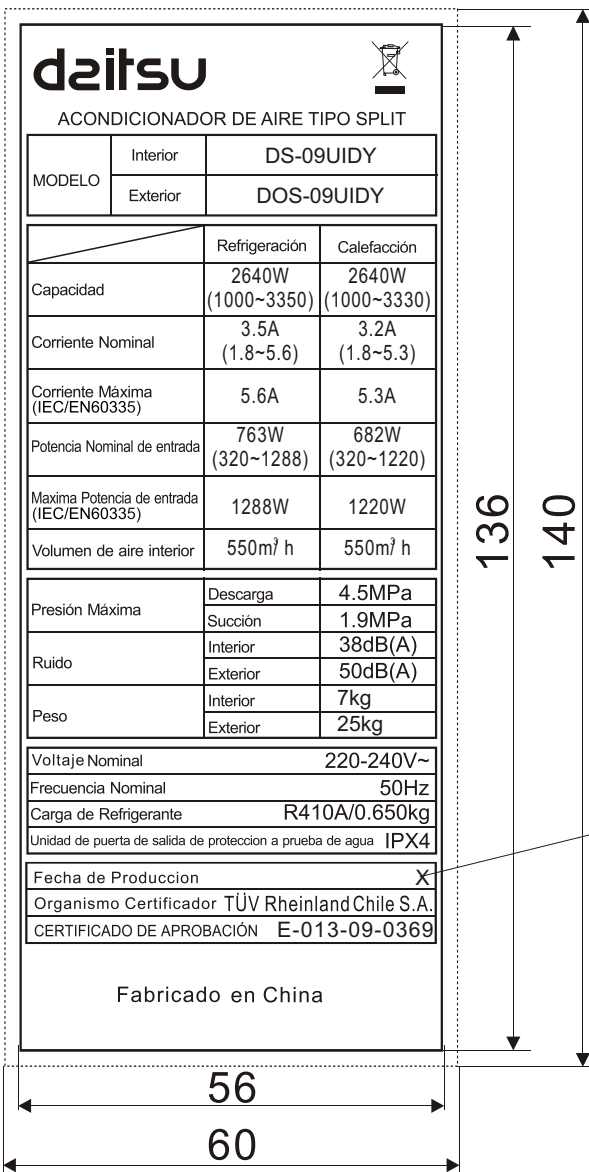 daitsu
ACONDICIONADOR DE AIRE TIPO SPLIT
MODELO Interior DS-09UIDY
Exterior DOS-09UIDY
Refrigeración Calefacción
Capacidad 2640W (1000~3350) 2640W (1000~3330)
Corriente Nominal 3.5A (1.8~5.6) 3.2A (1.8~5.3)
Corriente Máxima (IEC/EN60335) 5.6A 5.3A
Potencia Nominal de entrada 763W (320~1288) 682W (320~1220)
Maxima Potencia de entrada (IEC/EN60335) 1288W 1220W
Volumen de aire interior 550m³/ h 550m³/ h
Presión Máxima Descarga 4.5MPa
Succión 1.9MPa
Ruido Interior 38dB(A)
Exterior 50dB(A)
Peso Interior 7kg
Exterior 25kg
Voltaje Nominal 220-240V~
Frecuencia Nominal 50Hz
Carga de Refrigerante R410A/0.650kg
Unidad de puerta de salida de proteccion a prueba de agua IPX4
Fecha de Produccion X
Organismo Certificador TÜV Rheinland Chile S.A.
CERTIFICADO DE APROBACIÓN E-013-09-0369
Fabricado en China
136
140
56
60